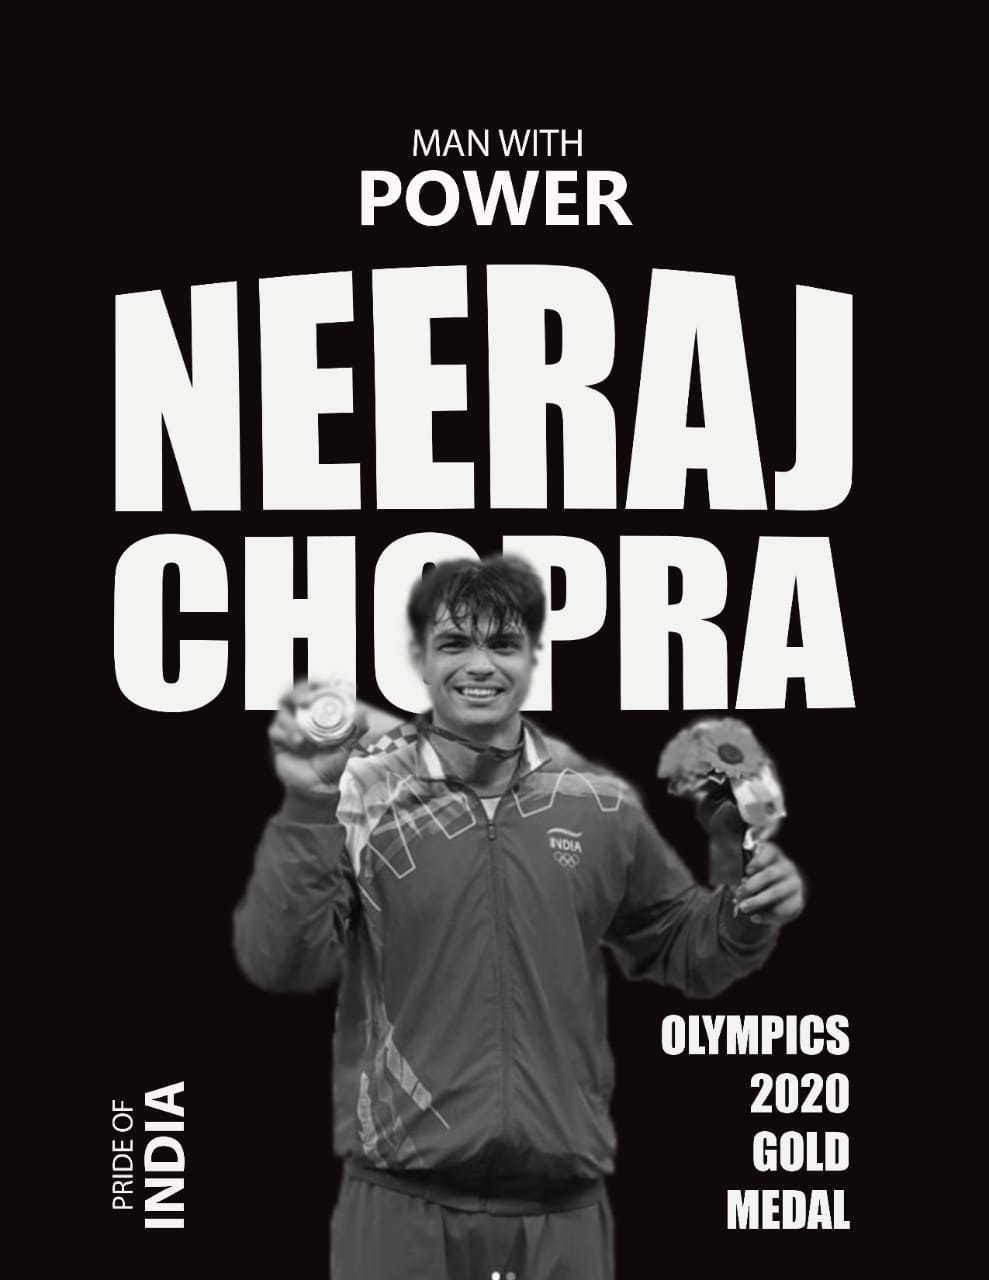 MAN WITH
POWER
NEERAJ
CHOPRA
INDIA
OLYMPICS
2020
GOLD
MEDAL
PRIDE OF
INDIA